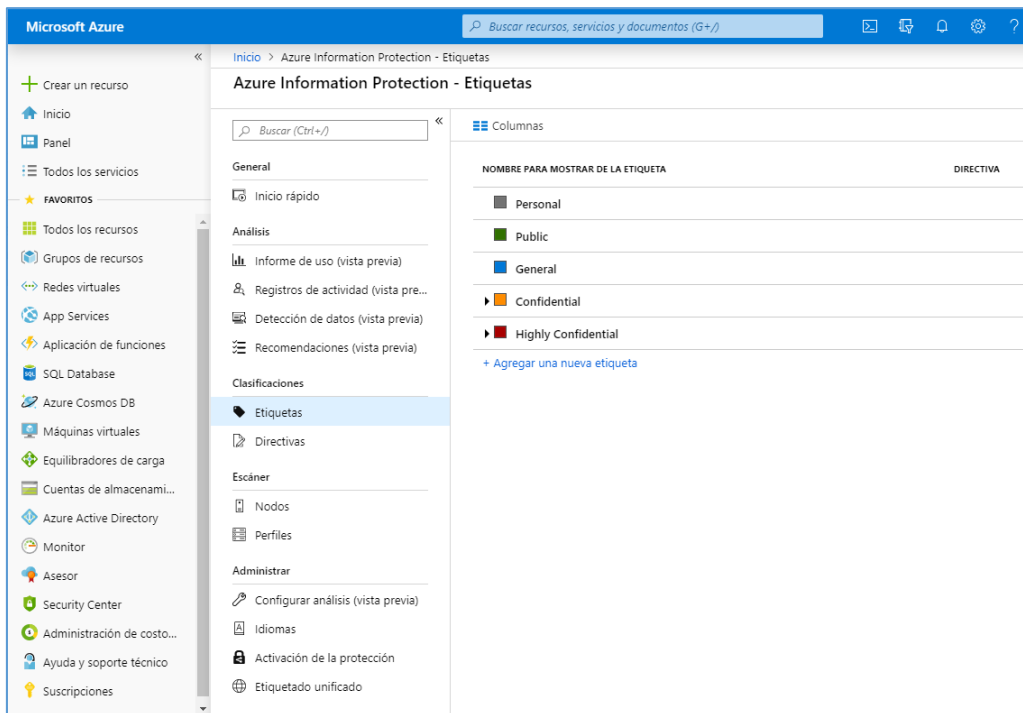 Microsoft Azure
Buscar recursos, servicios y documentos (G+/)
Inicio > Azure Information Protection - Etiquetas
Azure Information Protection - Etiquetas
Crear un recurso
Inicio
Panel
Todos los servicios
FAVORITOS
Todos los recursos
Grupos de recursos
Redes virtuales
App Services
Aplicación de funciones
SQL Database
Azure Cosmos DB
Máquinas virtuales
Equilibradores de carga
Cuentas de almacenami...
Azure Active Directory
Monitor
Asesor
Security Center
Administración de costo...
Ayuda y soporte técnico
Suscripciones
Buscar (Ctrl+/)
General
Inicio rápido
Análisis
Informe de uso (vista previa)
Registros de actividad (vista pre...
Detección de datos (vista previa)
Recomendaciones (vista previa)
Clasificaciones
Etiquetas
Directivas
Escáner
Nodos
Perfiles
Administrar
Configurar análisis (vista previa)
Idiomas
Activación de la protección
Etiquetado unificado
Columnas
NOMBRE PARA MOSTRAR DE LA ETIQUETA DIRECTIVA
Personal
Public
General
Confidential
Highly Confidential
+ Agregar una nueva etiqueta